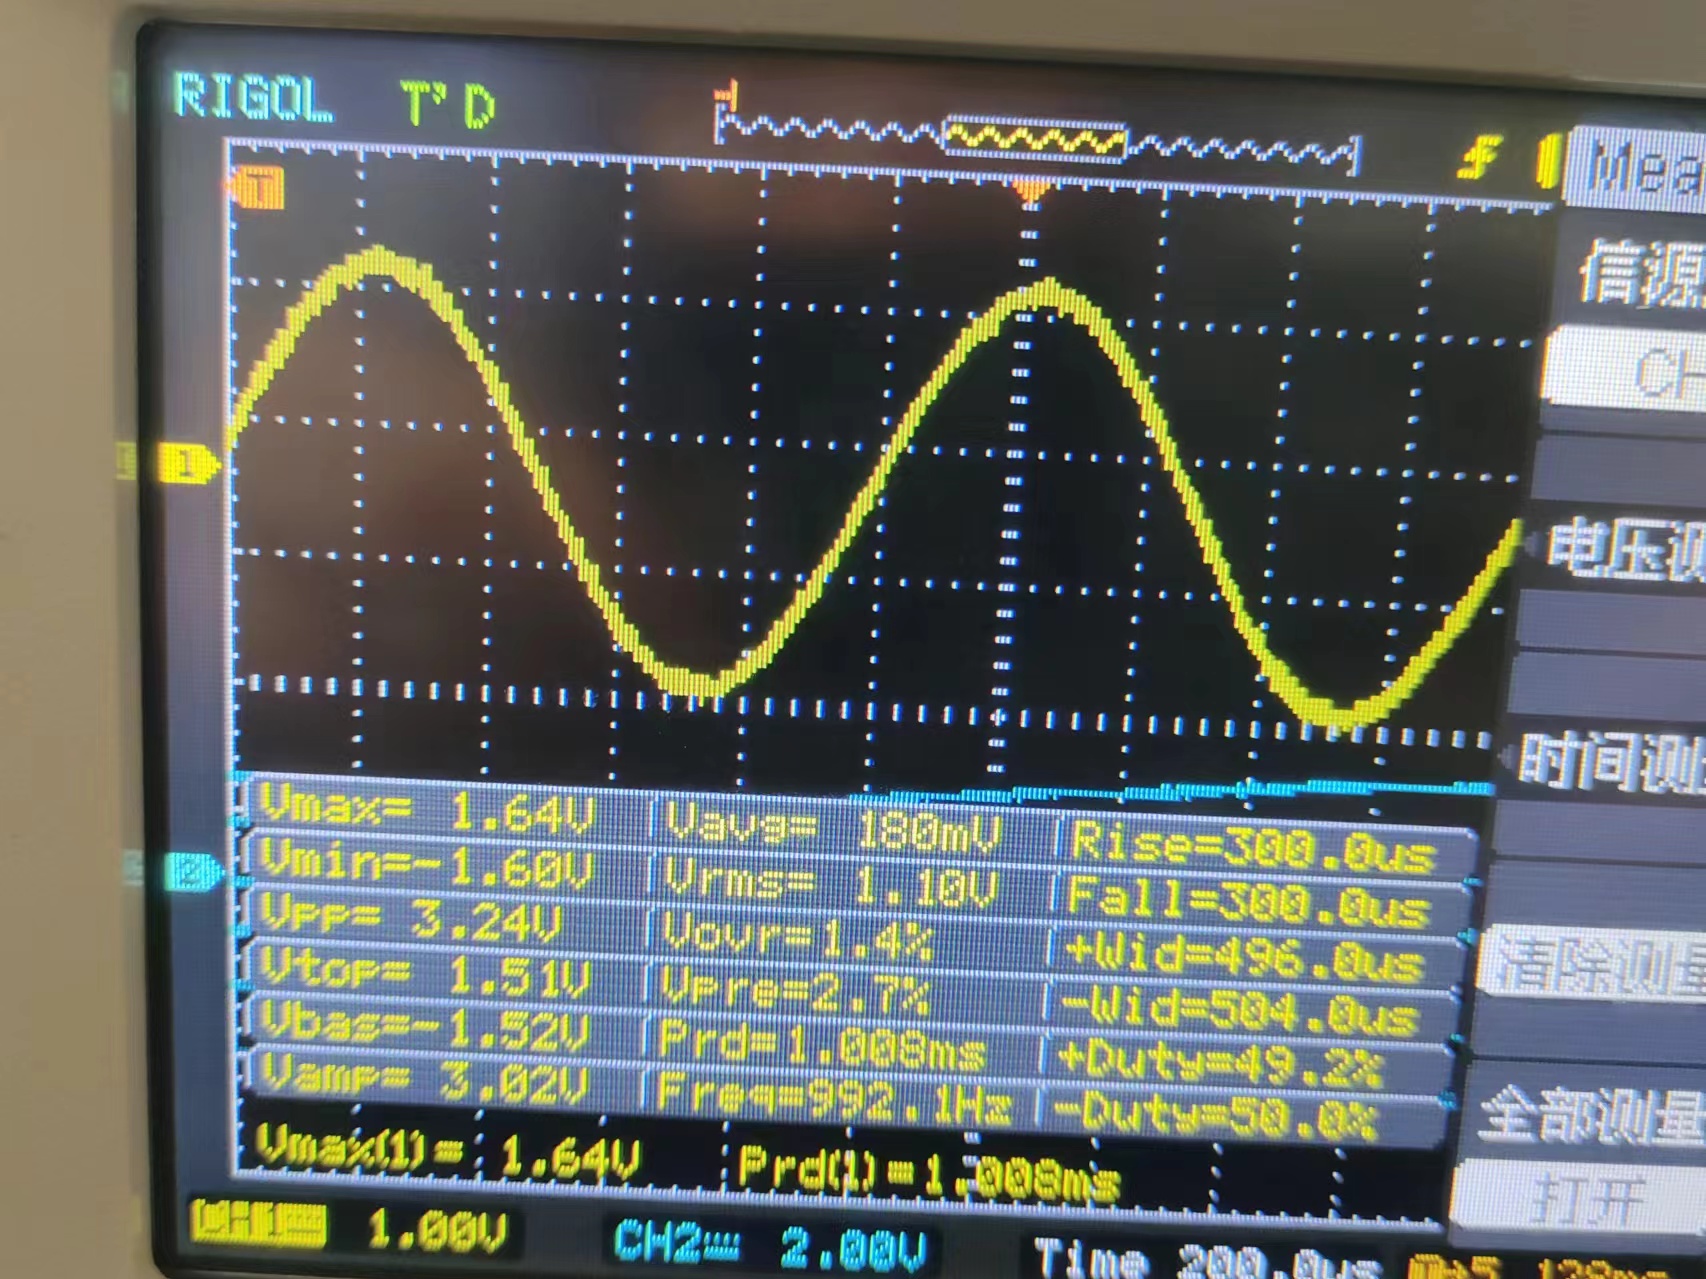 RIGOL T'D
T
Mea
信源
CH
1
电压测
时间测
Vmax= 1.64V Vavg= 180mV Rise=300.0us
Vmin=-1.60V Vrms= 1.10V Fall=300.0us
Vpp= 3.24V Vovr=1.4% +Wid=496.0us
Vtop= 1.51V Vpre=2.7% -Wid=504.0us
Vbas=-1.52V Prd=1.008ms +Duty=49.2%
Vamp= 3.02V Freq=992.1Hz -Duty=50.0%
2
清除测量
全部测量
打开
Vmax(1)= 1.64V Prd(1)=1.008ms
CH1 1.00V CH2 2.00V Time 200.0us